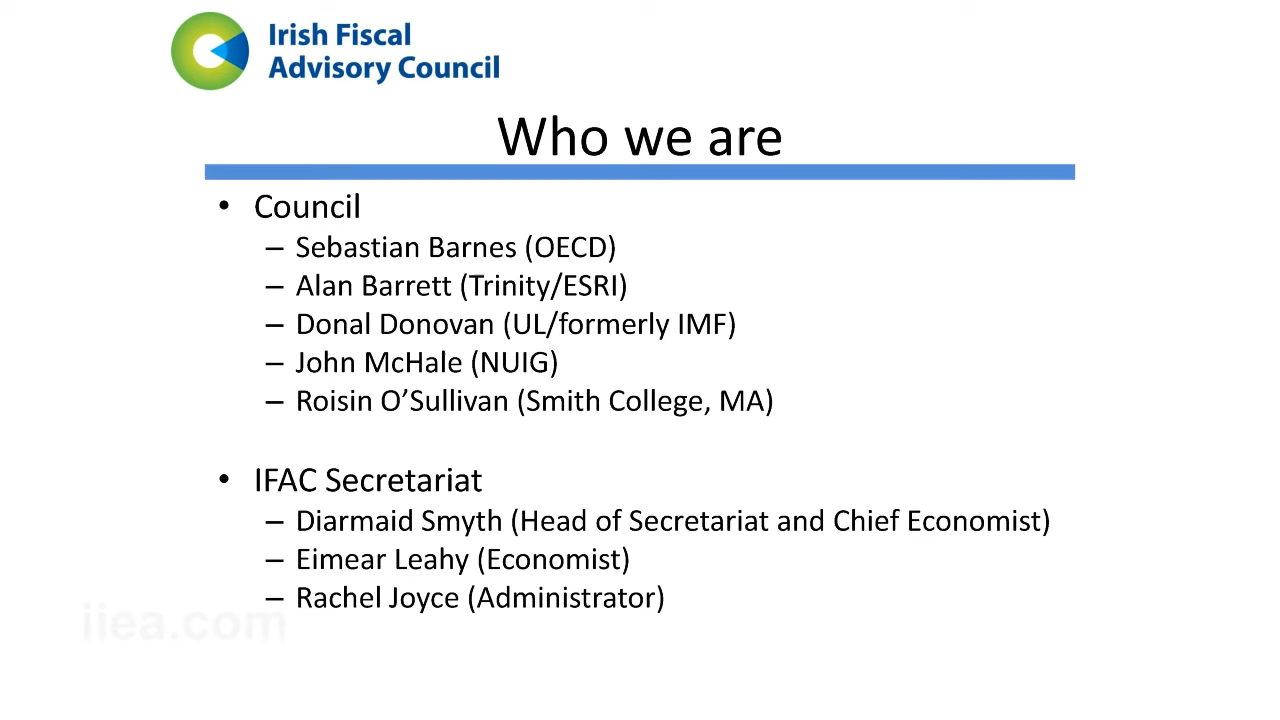 Irish Fiscal
Advisory Council
Who we are
• Council
– Sebastian Barnes (OECD)
– Alan Barrett (Trinity/ESRI)
– Donal Donovan (UL/formerly IMF)
– John McHale (NUIG)
– Roisin O’Sullivan (Smith College, MA)
• IFAC Secretariat
– Diarmaid Smyth (Head of Secretariat and Chief Economist)
– Eimear Leahy (Economist)
– Rachel Joyce (Administrator)
iiea.com